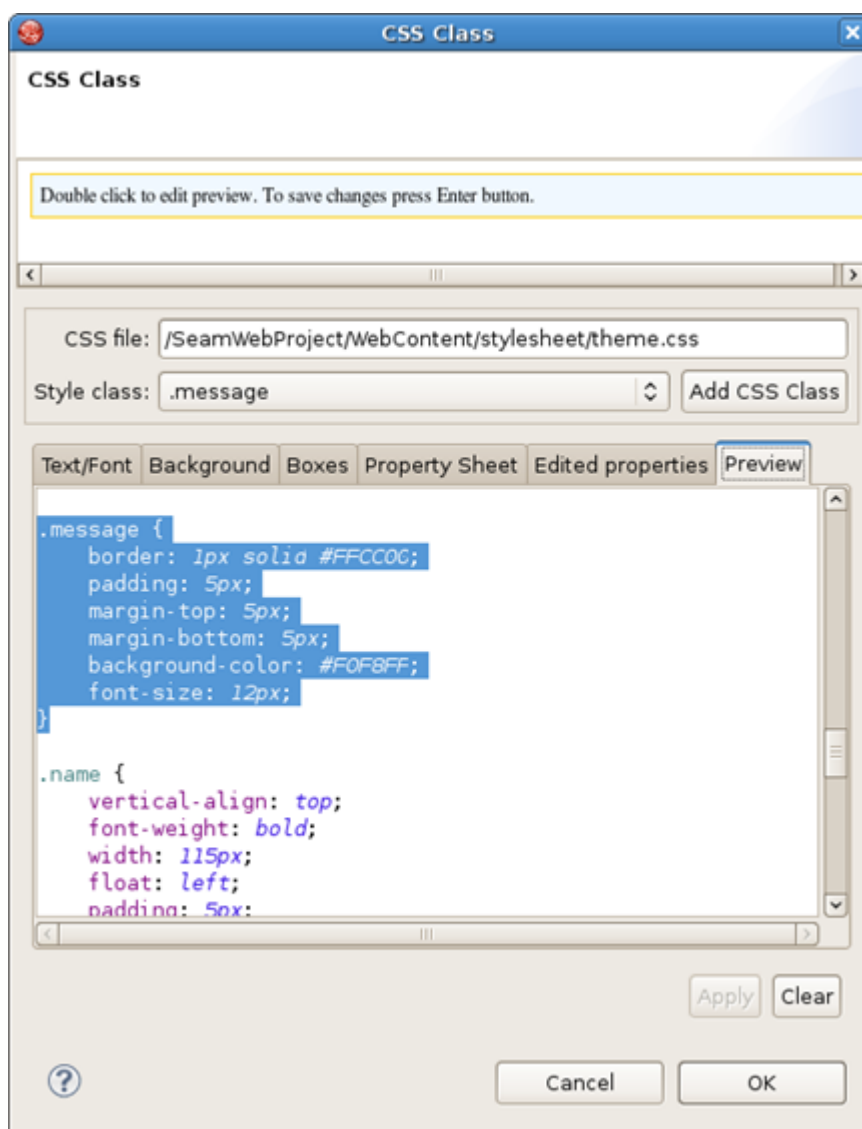 CSS Class
CSS Class
Double click to edit preview. To save changes press Enter button.
CSS file: /SeamWebProject/WebContent/stylesheet/theme.css
Style class: .message Add CSS Class
Text/Font Background Boxes Property Sheet Edited properties Preview
.message {
border: 1px solid #FFCC00;
padding: 5px;
margin-top: 5px;
margin-bottom: 5px;
background-color: #F0F8FF;
font-size: 12px;
}
.name {
vertical-align: top;
font-weight: bold;
width: 115px;
float: left;
padding: 5px;
Apply Clear
? Cancel OK